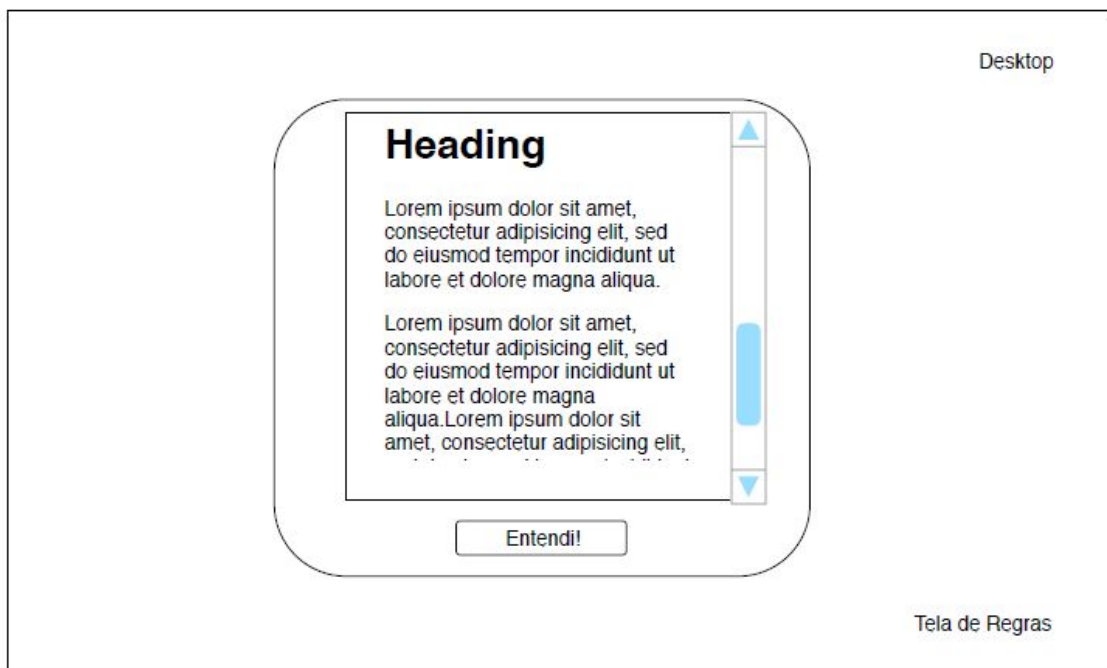 Desktop
Heading
Lorem ipsum dolor sit amet,
consectetur adipisicing elit, sed
do eiusmod tempor incididunt ut
labore et dolore magna aliqua.
Lorem ipsum dolor sit amet,
consectetur adipisicing elit, sed
do eiusmod tempor incididunt ut
labore et dolore magna
aliqua.Lorem ipsum dolor sit
amet, consectetur adipisicing elit,
Entendi!
Tela de Regras